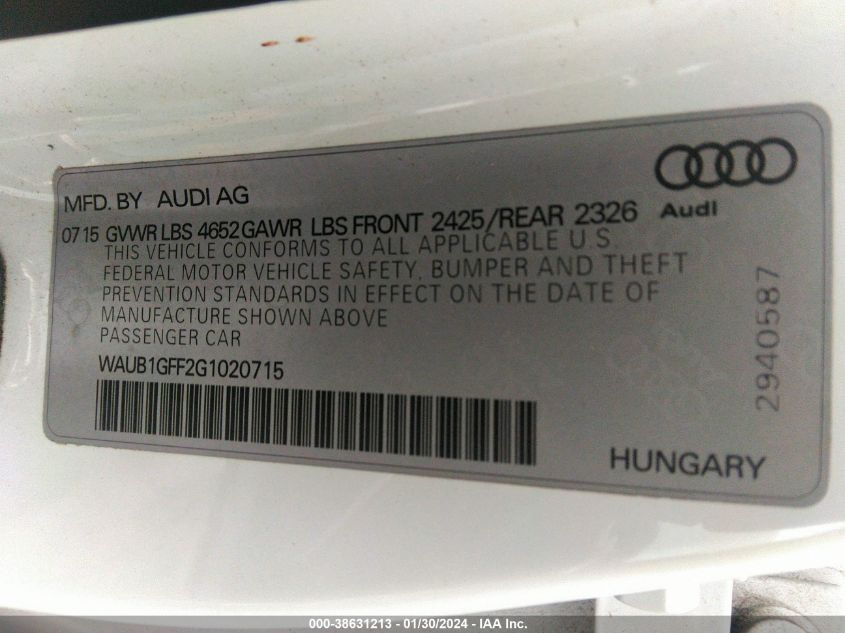 MFD. BY AUDI AG
Audi
07 15 GVWR LBS 4652 GAWR LBS FRONT 2425/REAR 2326
THIS VEHICLE CONFORMS TO ALL APPLICABLE U.S.
FEDERAL MOTOR VEHICLE SAFETY, BUMPER AND THEFT
PREVENTION STANDARDS IN EFFECT ON THE DATE OF
MANUFACTURE SHOWN ABOVE
PASSENGER CAR
WAUB1GFF2G1020715
2940587
HUNGARY
000-38631213 - 01/30/2024 - IAA Inc.